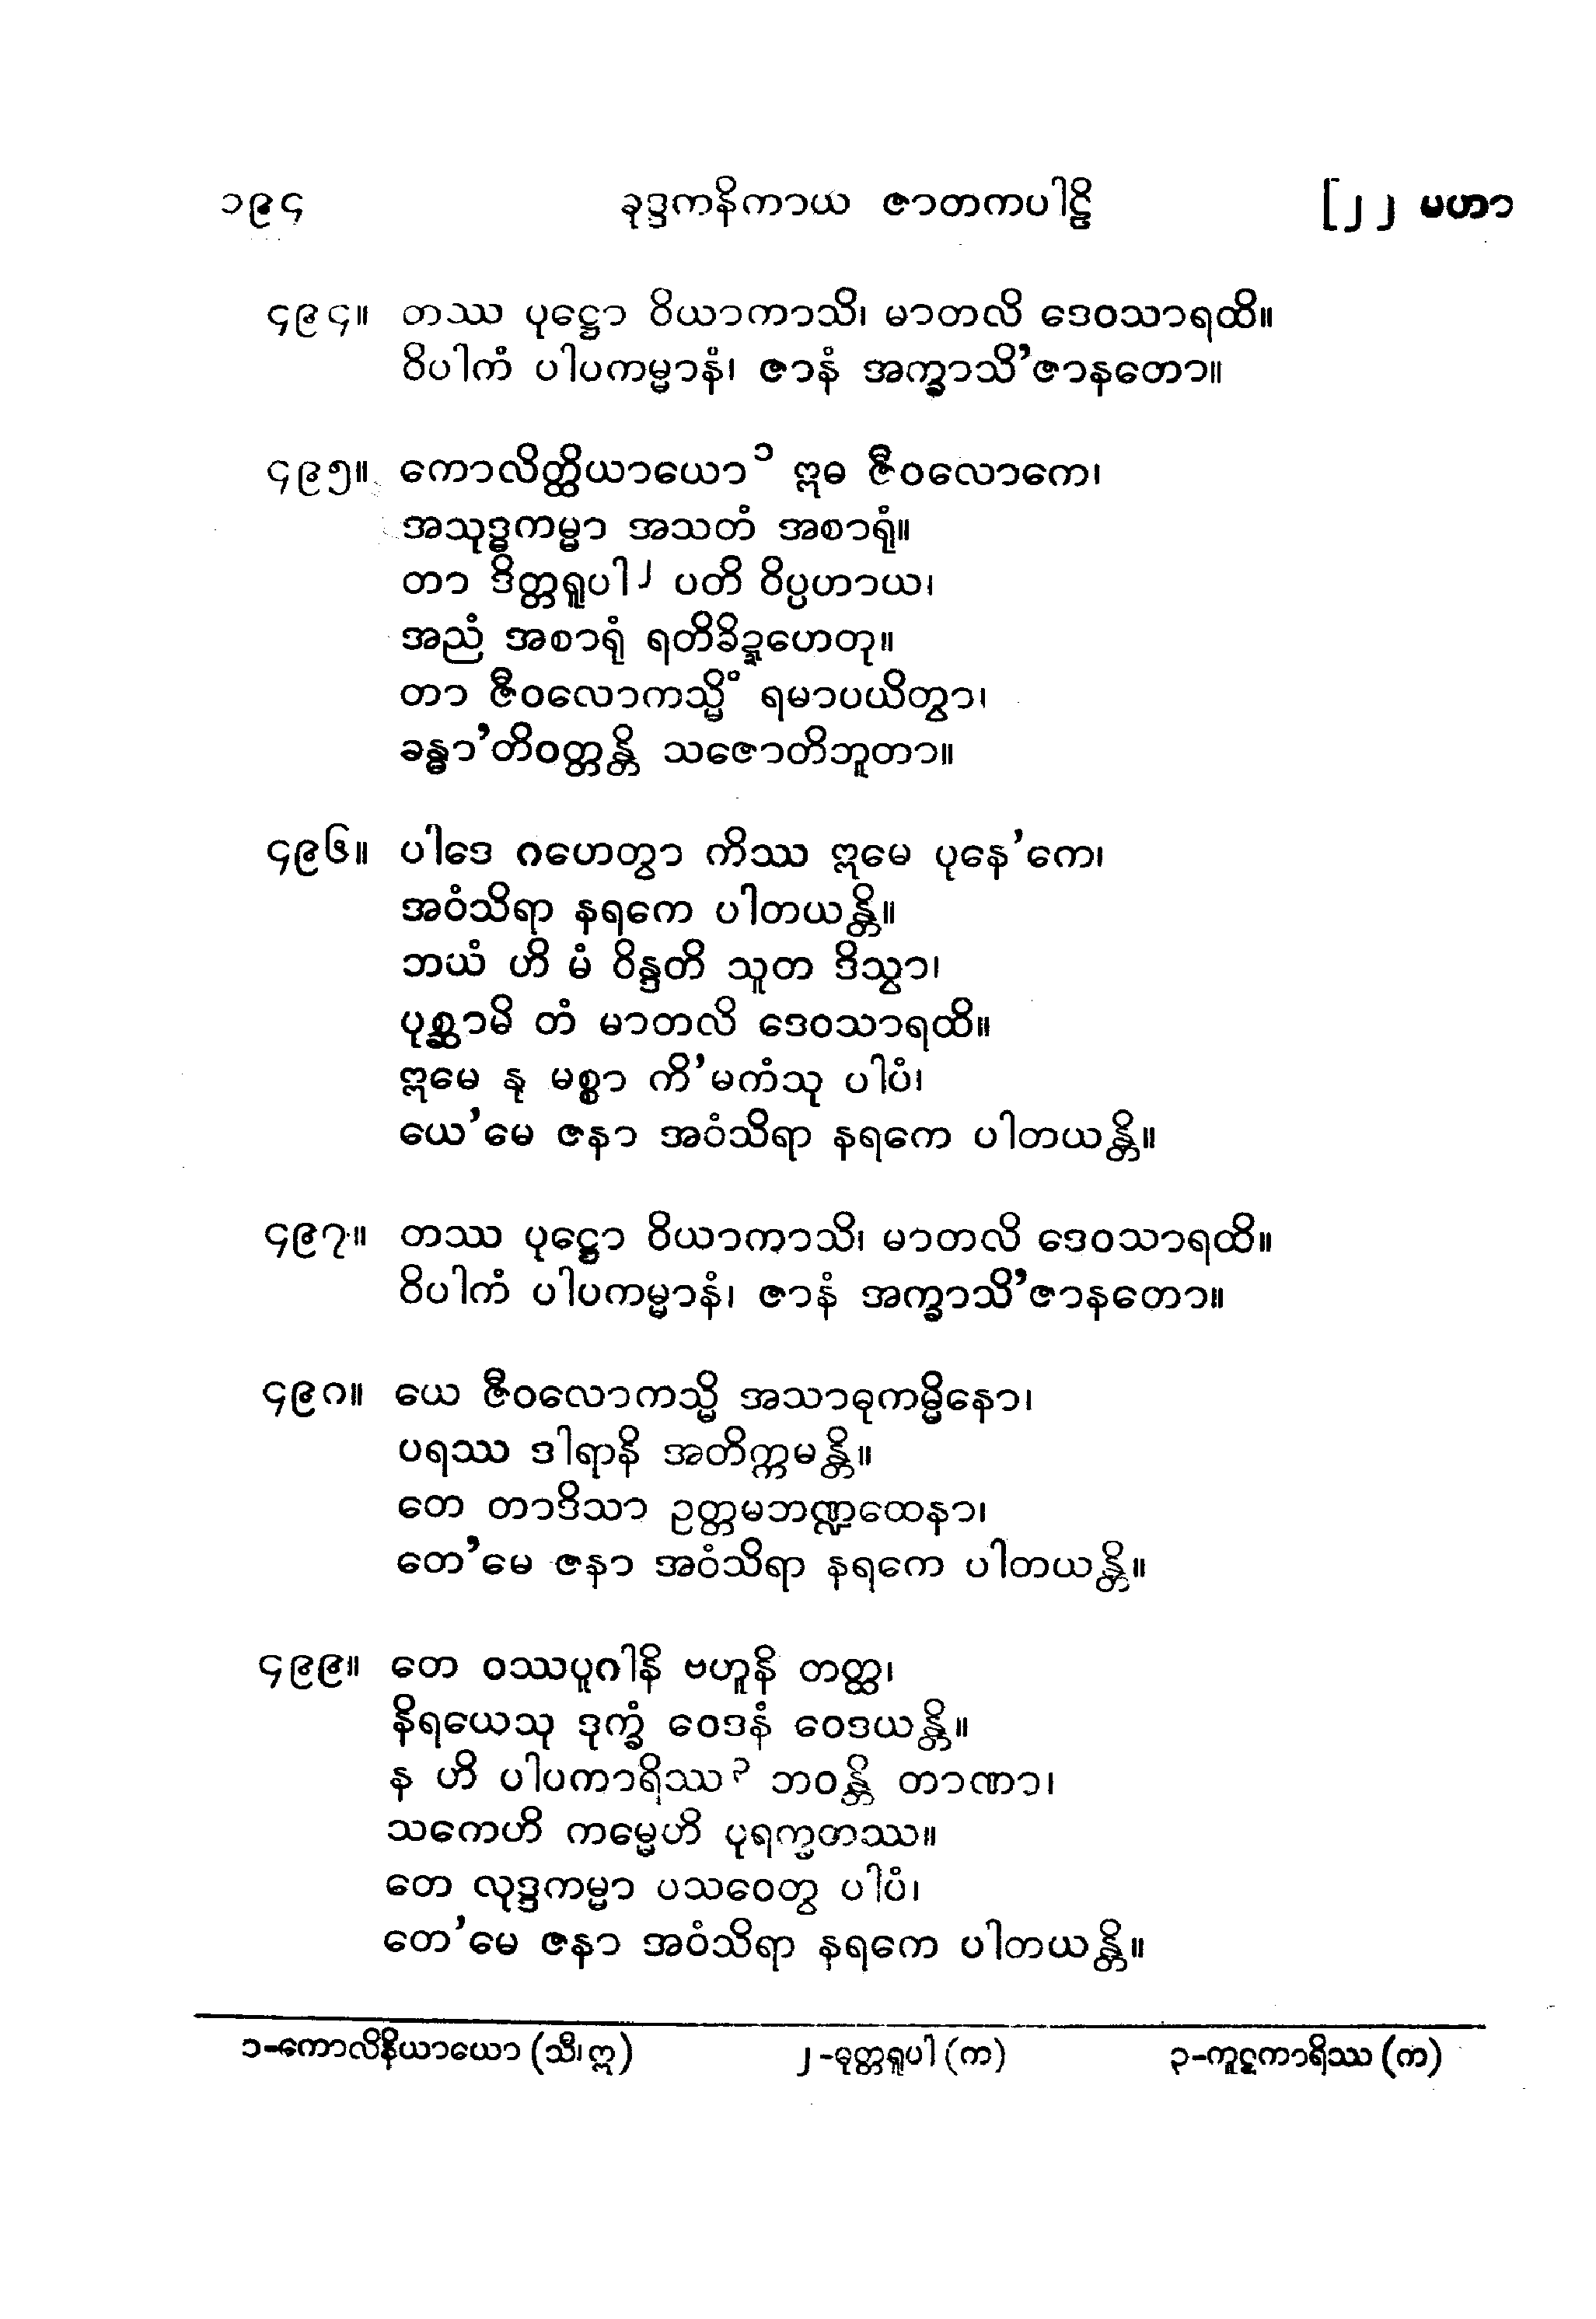 ၁၉၄ ခုဒ္ဒကနိကာယ ဇာတကပါဠိ [၂၂ မဟာ
၄၉၄။ တဿ ပုဋ္ဌော ဝိယာကာသိ၊ မာတလိ ဒေဝသာရထိ။
ဝိပါကံ ပါပကမ္မာနံ၊ ဇာနံ အက္ခာသိ’ဇာနတော။
၄၉၅။ ကောလိတ္ထိယာယော၁ ဣဓ ဇီဝလောကေ၊
အသုဒ္ဓကမ္မာ အသတံ အစာရုံ။
တာ ဒိတ္တရူပါ၂ ပတိ ဝိပ္ပဟာယ၊
အညံ အစာရုံ ရတိခိဍ္ဍဟေတု။
တာ ဇီဝလောကသ္မိံ ရမာပယိတွာ၊
ခန္ဓာ’တိဝတ္တန္တိ သဇောတိဘူတာ။
၄၉၆။ ပါဒေ ဂဟေတွာ ကိဿ ဣမေ ပုနေ’ကေ၊
အဝံသိရာ နရကေ ပါတယန္တိ။
ဘယံ ဟိ မံ ဝိန္ဒတိ သူတ ဒိသွာ၊
ပုစ္ဆာမိ တံ မာတလိ ဒေဝသာရထိ။
ဣမေ နု မစ္စာ ကိ’မကံသု ပါပံ၊
ယေ’မေ ဇနာ အဝံသိရာ နရကေ ပါတယန္တိ။
၄၉၇။ တဿ ပုဋ္ဌော ဝိယာကာသိ၊ မာတလိ ဒေဝသာရထိ။
ဝိပါကံ ပါပကမ္မာနံ၊ ဇာနံ အက္ခာသိ’ဇာနတော။
၄၉၈။ ယေ ဇီဝလောကသ္မိ အသာဓုကမ္မိနော၊
ပရဿ ဒါရာနိ အတိက္ကမန္တိ။
တေ တာဒိသာ ဥတ္တမဘဏ္ဍထေနာ၊
တေ’မေ ဇနာ အဝံသိရာ နရကေ ပါတယန္တိ။
၄၉၉။ တေ ဝဿပူဂါနိ ဗဟူနိ တတ္ထ၊
နိရယေသု ဒုက္ခံ ဝေဒနံ ဝေဒယန္တိ။
န ဟိ ပါပကာရိဿ၃ ဘဝန္တိ တာဏာ၊
သကေဟိ ကမ္မေဟိ ပုရက္ခတဿ။
တေ လုဒ္ဒကမ္မာ ပသဝေတွ ပါပံ၊
တေ’မေ ဇနာ အဝံသိရာ နရကေ ပါတယန္တိ။
၁-ကောလိနိယာယော (သီ၊ ဣ) ၂-ဓုတ္တရူပါ (က) ၃-ကူဋကာရိဿ (က)